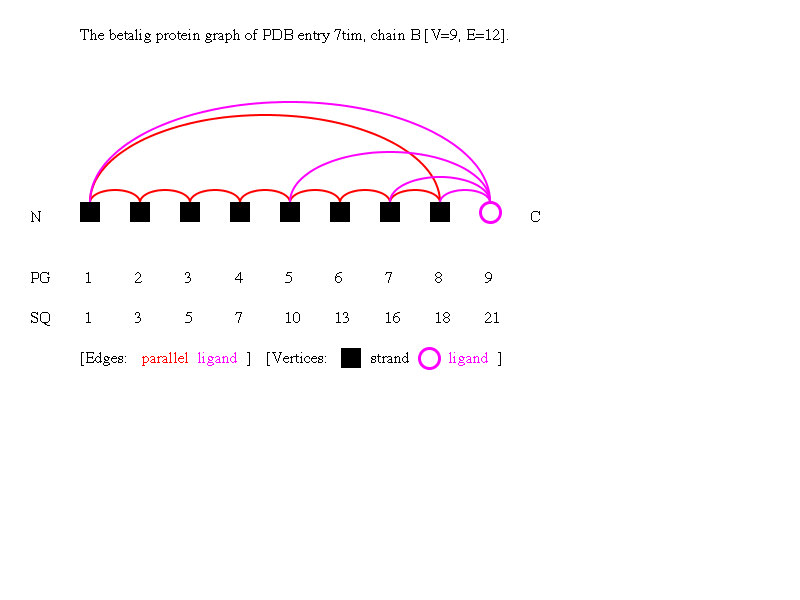 The betalig protein graph of PDB entry 7tim, chain B [V=9, E=12].
N C
PG 1 2 3 4 5 6 7 8 9
SQ 1 3 5 7 10 13 16 18 21
[Edges: parallel ligand ] [Vertices: strand ligand ]